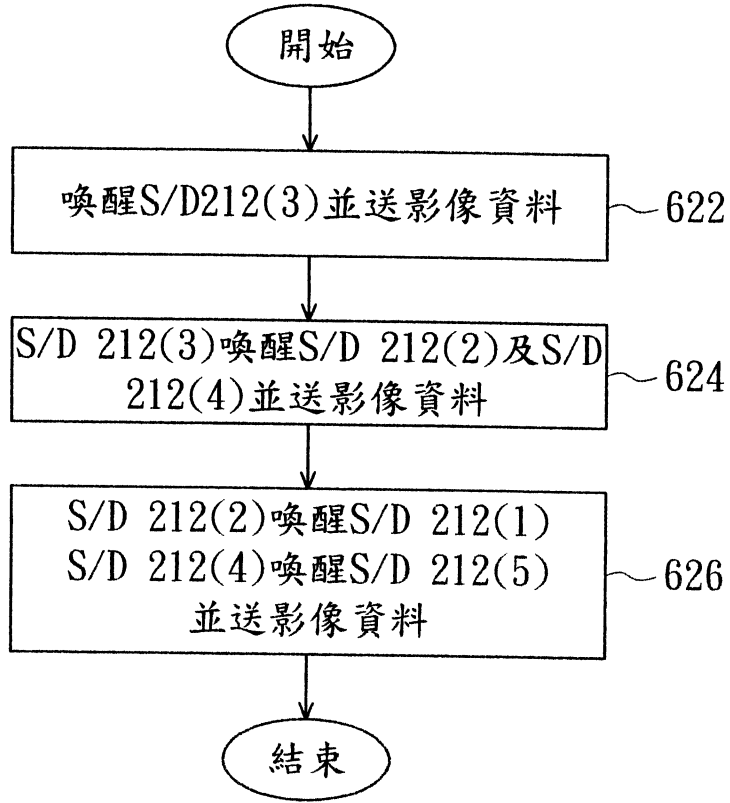 開始
喚醒S/D212(3)並送影像資料
622
S/D 212(3)喚醒S/D 212(2)及S/D
212(4)並送影像資料
624
S/D 212(2)喚醒S/D 212(1)
S/D 212(4)喚醒S/D 212(5)
並送影像資料
626
結束